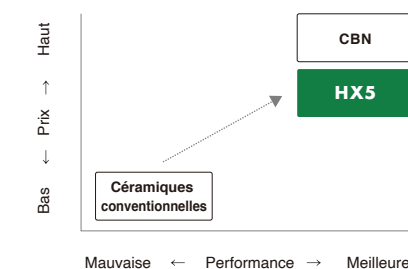 Haut
CBN
HX5
Bas ← Prix →
Céramiques
conventionnelles
Mauvaise ← Performance → Meilleure